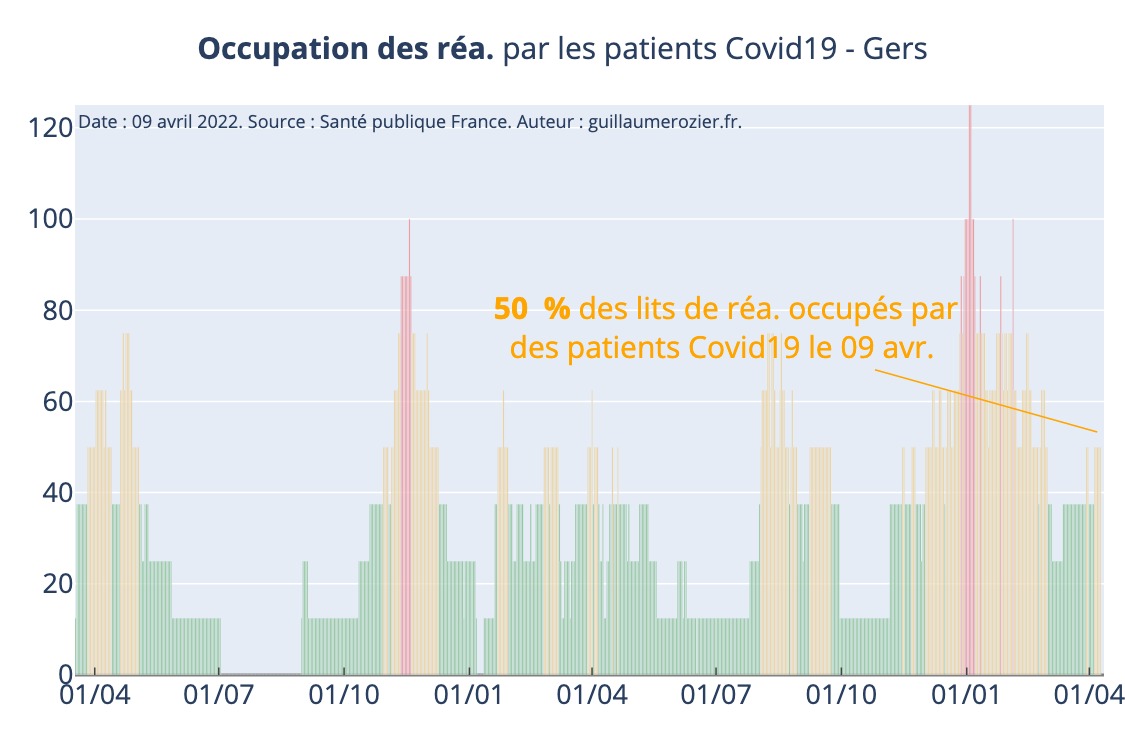 Occupation des réa. par les patients Covid19 - Gers
Date : 09 avril 2022. Source : Santé publique France. Auteur : guillaumerozier.fr.
120
100
80
60
40
20
0
50  % des lits de réa. occupés par
des patients Covid19 le 09 avr.
01/04 01/07 01/10 01/01 01/04 01/07 01/10 01/01 01/04